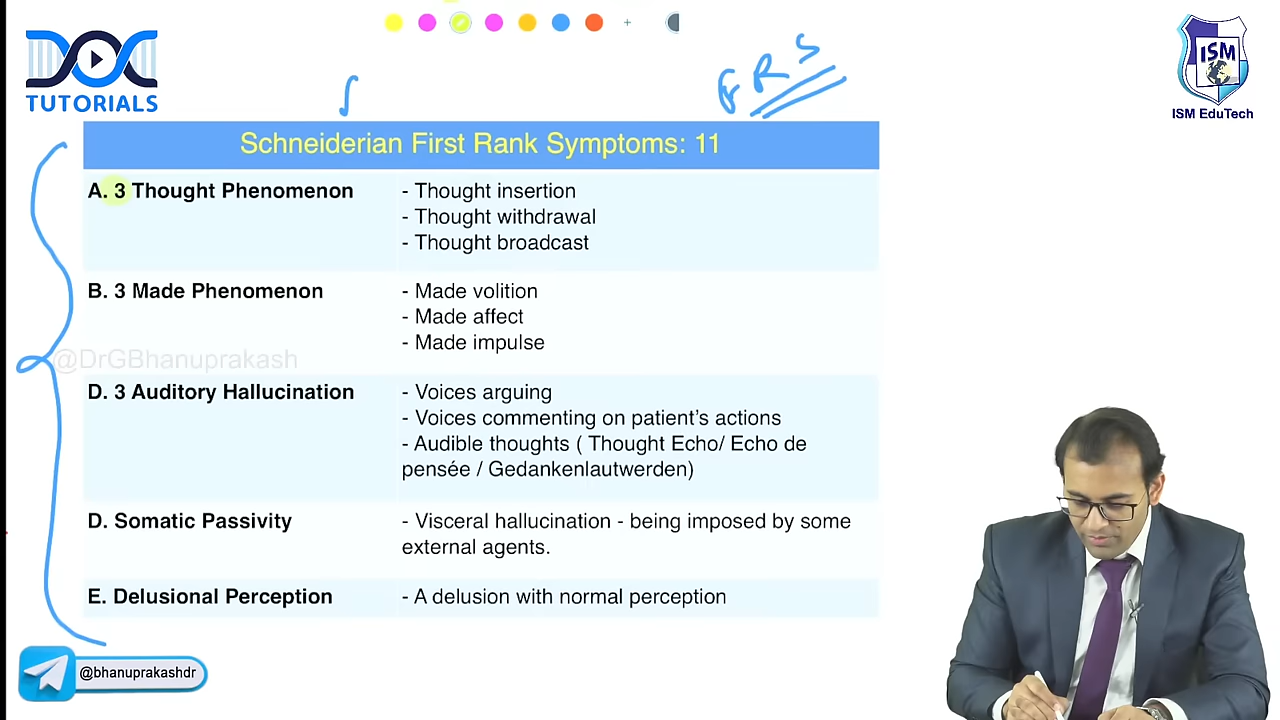 FRS
DOC
TUTORIALS
ISM
ISM EduTech
Schneiderian First Rank Symptoms: 11
A. 3 Thought Phenomenon
- Thought insertion
- Thought withdrawal
- Thought broadcast
B. 3 Made Phenomenon
- Made volition
- Made affect
- Made impulse
@DrGBhanuprakash
D. 3 Auditory Hallucination
- Voices arguing
- Voices commenting on patient's actions
- Audible thoughts ( Thought Echo/ Echo de
pensée / Gedankenlautwerden)
D. Somatic Passivity
- Visceral hallucination - being imposed by some
external agents.
E. Delusional Perception
- A delusion with normal perception
@bhanuprakashdr